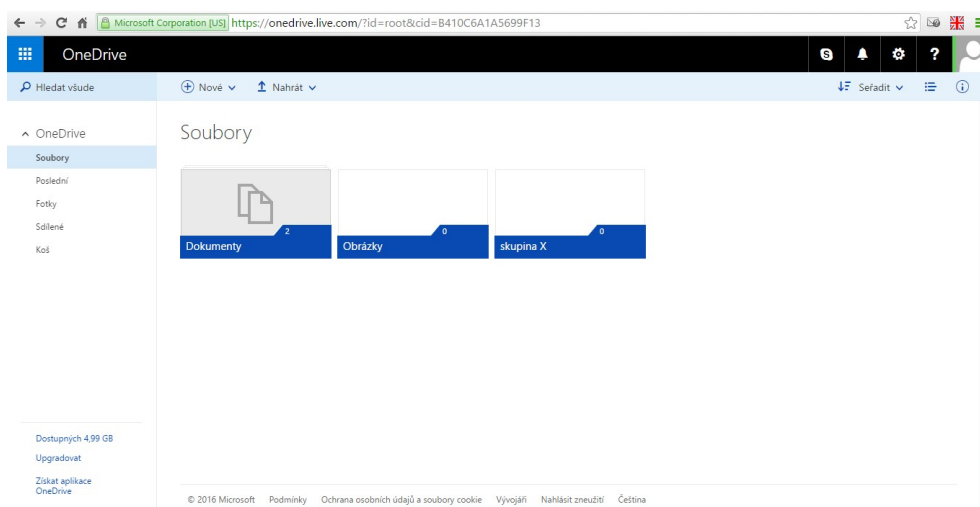 Microsoft Corporation [US] https://onedrive.live.com/?id=root&cid=B410C6A1A5699F13
OneDrive
?
Hledat všude
Nové
Nahrát
Seřadit
OneDrive
Soubory
Poslední
Fotky
Sdílené
Koš
Soubory
2
Dokumenty
0
Obrázky
0
skupina X
Dostupných 4,99 GB
Upgradovat
Získat aplikace
OneDrive
© 2016 Microsoft Podmínky Ochrana osobních údajů a soubory cookie Vývojáři Nahlásit zneužití Čeština